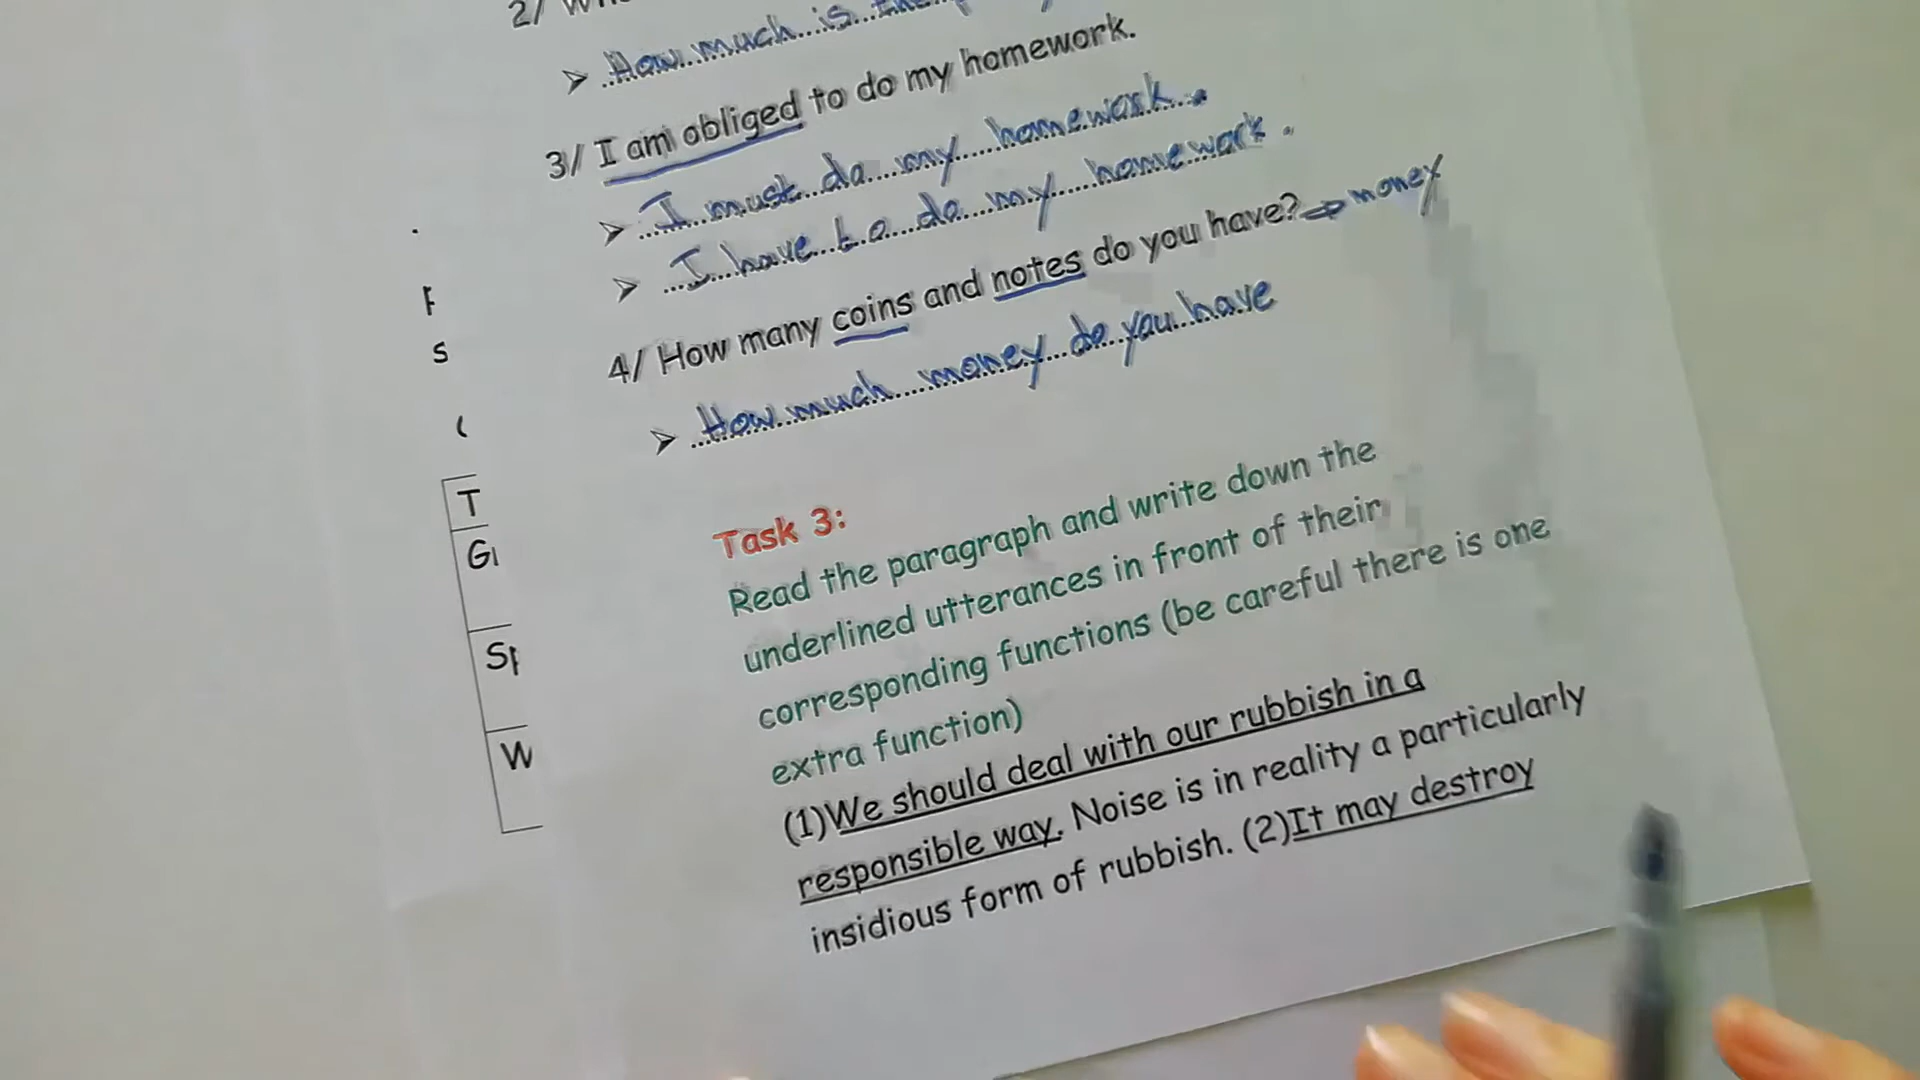 2/
How much is the
3/ I am obliged to do my homework.
I must do my homework.
I have to do my homework.
4/ How many coins and notes do you have? ⇒ money
How much money do you have
Task 3:
Read the paragraph and write down the
underlined utterances in front of their
corresponding functions (be careful there is one
extra function)
(1)We should deal with our rubbish in a
responsible way. Noise is in reality a particularly
insidious form of rubbish. (2)It may destroy
T
S